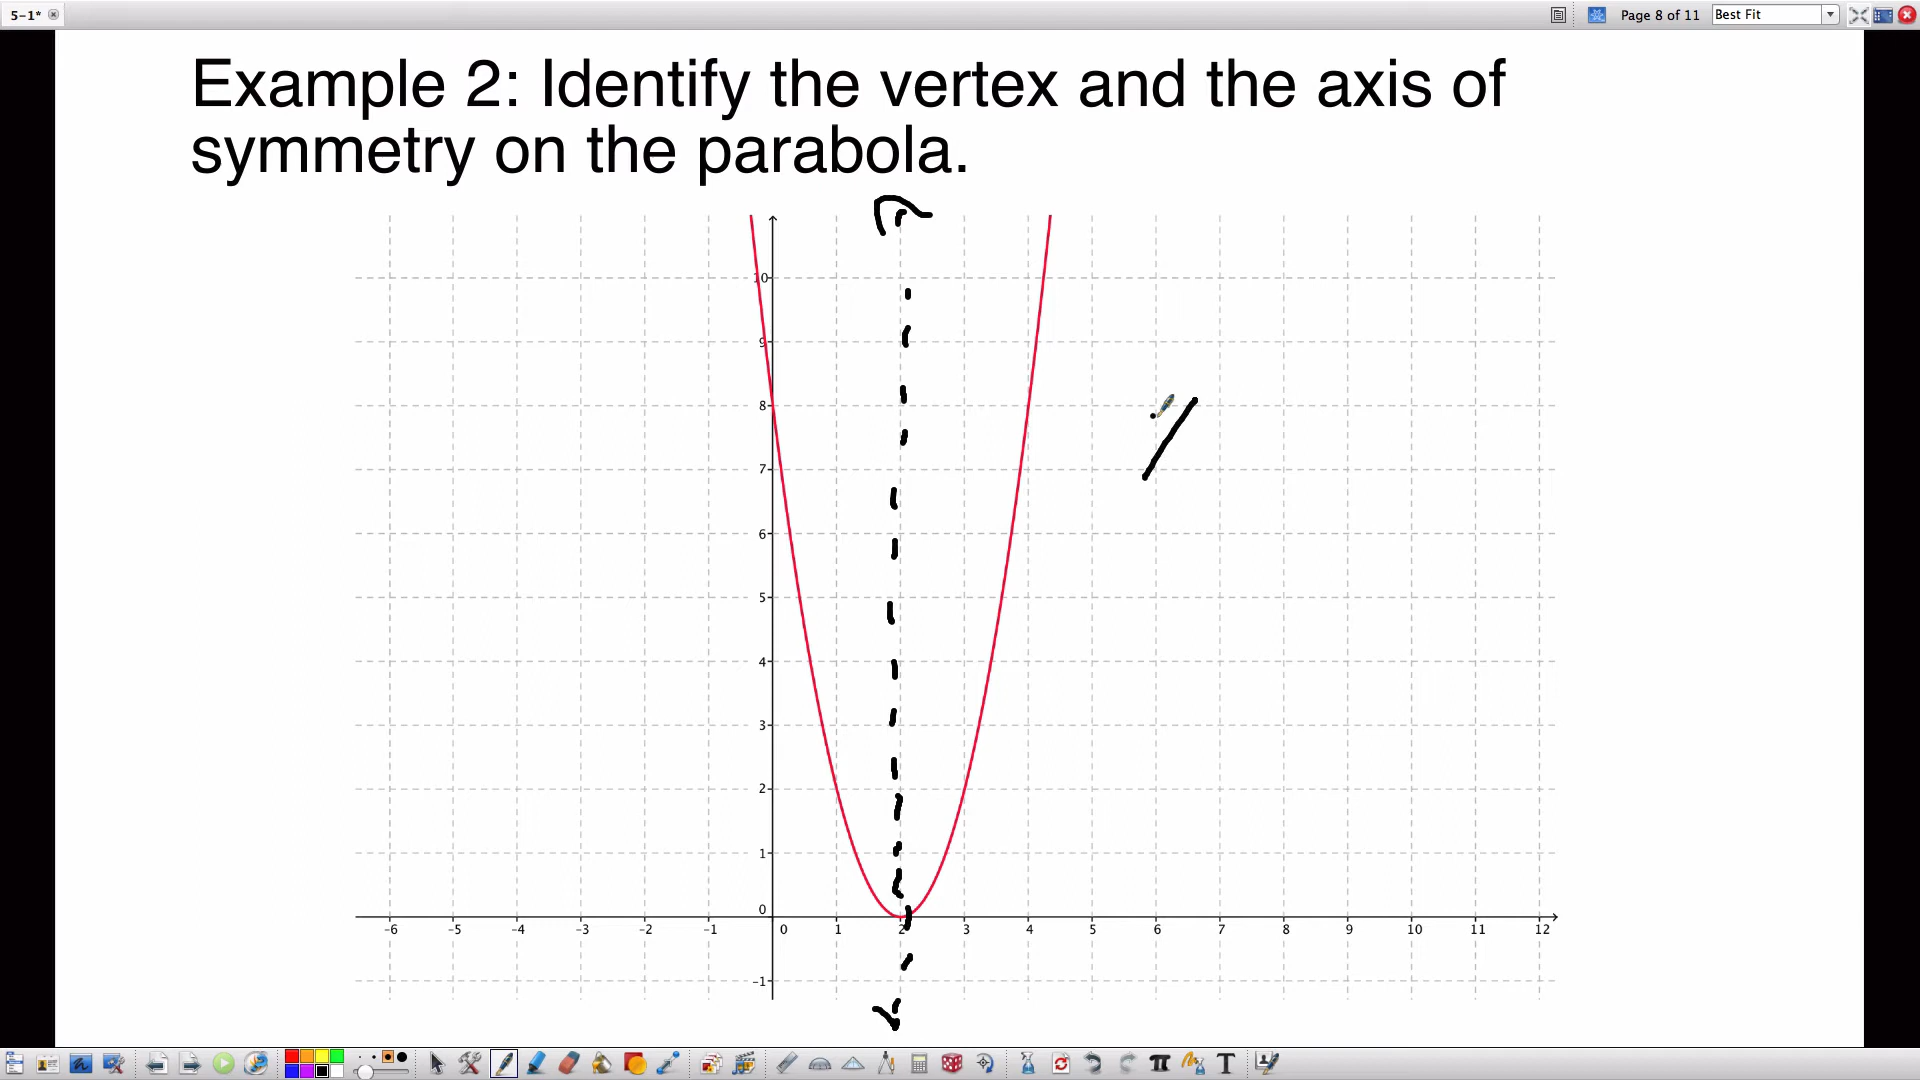 5-1*
Page 8 of 11
Best Fit
Example 2: Identify the vertex and the axis of
symmetry on the parabola.
10
9
8
7
6
5
4
3
2
1
0
-6 -5 -4 -3 -2 -1 0 1 2 3 4 5 6 7 8 9 10 11 12
-1